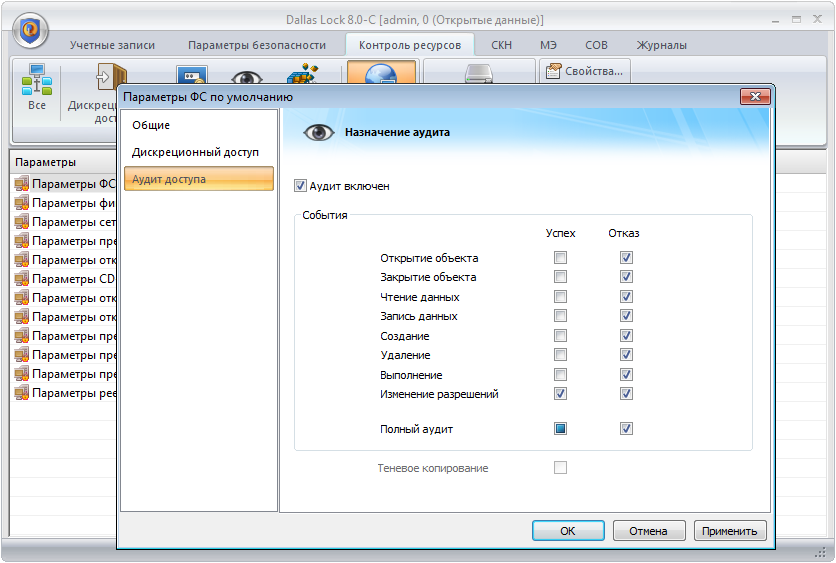 Dallas Lock 8.0-C [admin, 0 (Открытые данные)]
Учетные записи Параметры безопасности Контроль ресурсов СКН МЭ СОВ Журналы
Все
Свойства...
Параметры ФС по умолчанию
Общие
Дискреционный доступ
Аудит доступа
Назначение аудита
Аудит включен
События
Успех Отказ
Открытие объекта
Закрытие объекта
Чтение данных
Запись данных
Создание
Удаление
Выполнение
Изменение разрешений
Полный аудит
Теневое копирование
ОК Отмена Применить
Параметры
Параметры ФС
Параметры фи
Параметры сет
Параметры пре
Параметры отк
Параметры CD
Параметры отк
Параметры отк
Параметры пре
Параметры пре
Параметры пре
Параметры рее